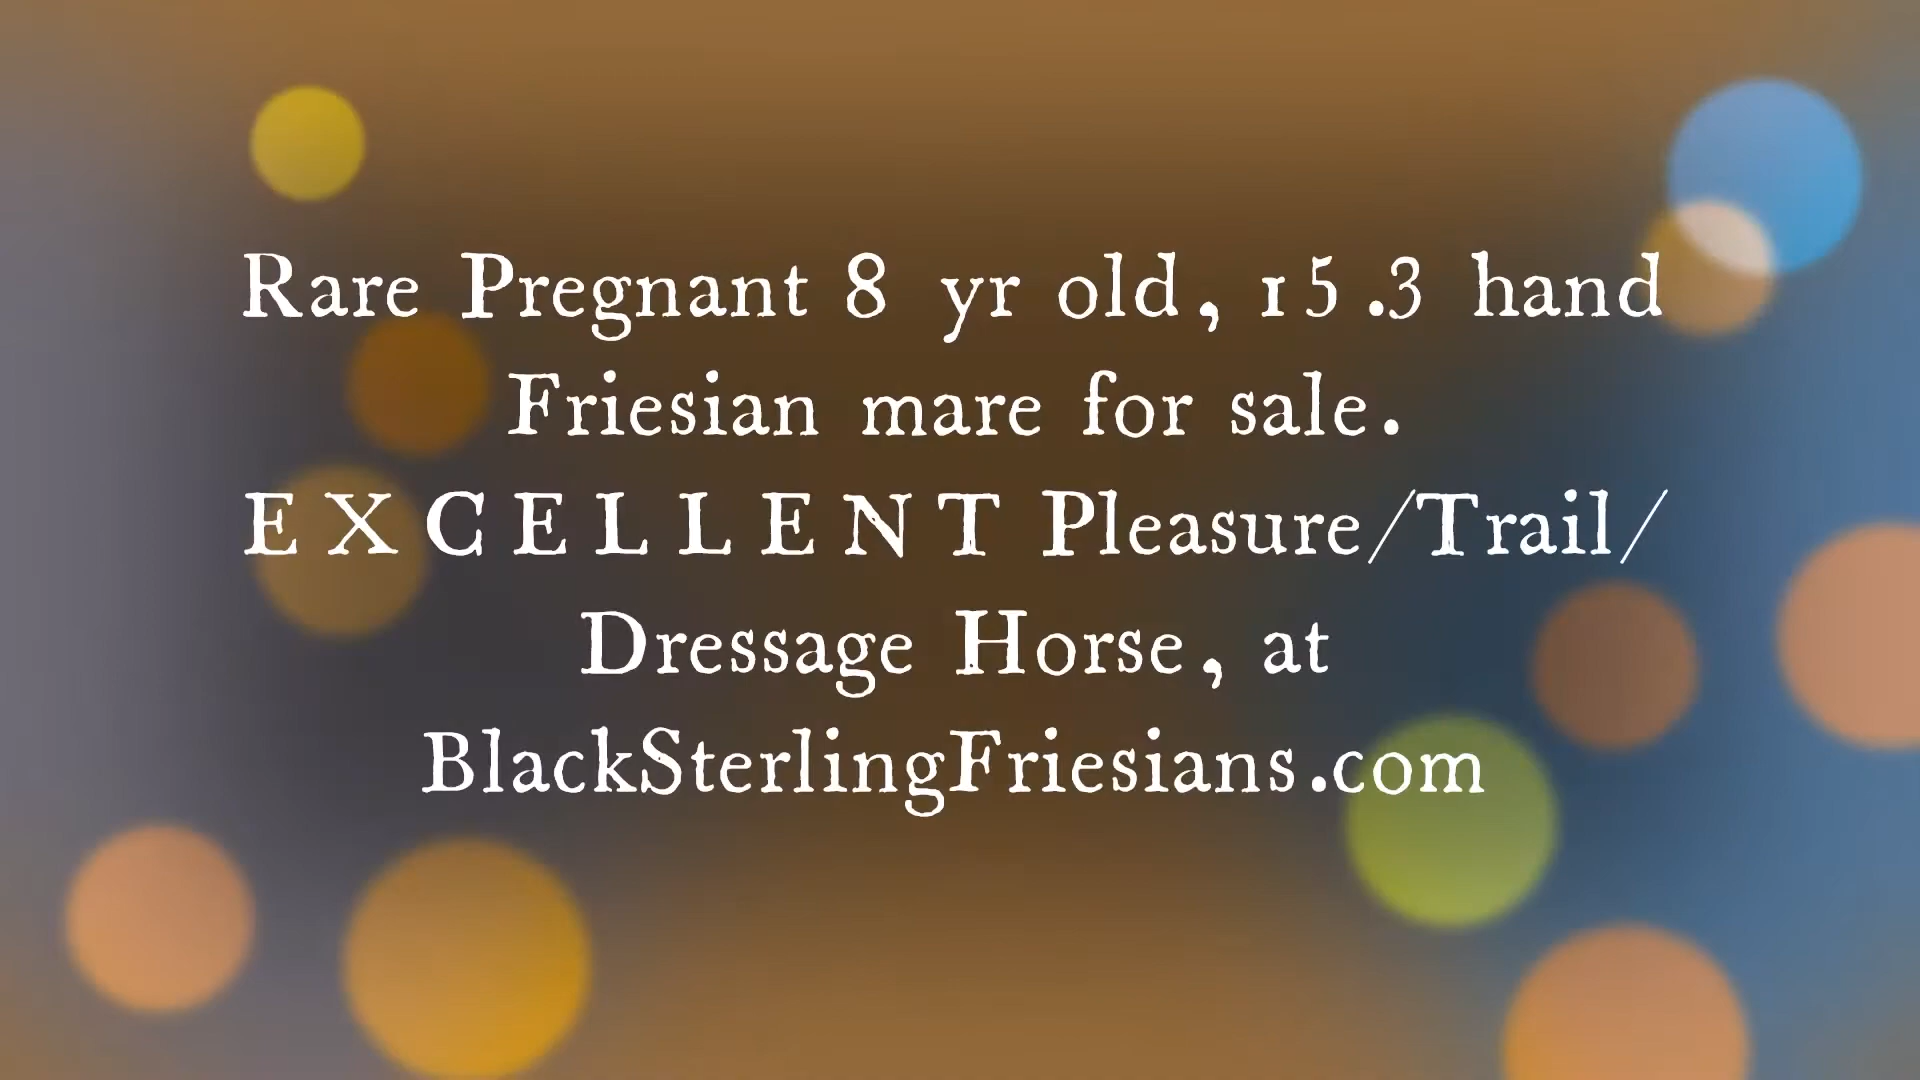 Rare Pregnant 8 yr old, 15.3 hand
Friesian mare for sale.
EXCELLENT Pleasure/Trail/
Dressage Horse, at
BlackSterlingFriesians.com